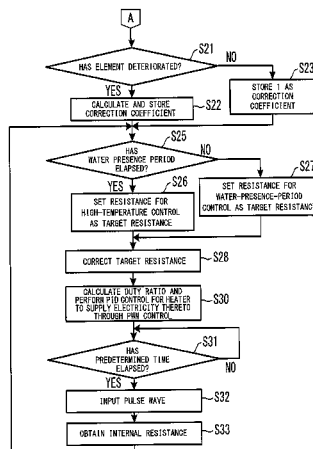 A
S21
HAS ELEMENT DETERIORATED?
NO
S23
YES
STORE 1 AS
CORRECTION
COEFFICIENT
CALCULATE AND STORE
CORRECTION COEFFICIENT
S22
S25
HAS
WATER PRESENCE PERIOD
ELAPSED?
NO
S27
YES
S26
SET RESISTANCE FOR
HIGH-TEMPERATURE CONTROL
AS TARGET RESISTANCE
SET RESISTANCE FOR
WATER-PRESENCE-PERIOD
CONTROL AS TARGET RESISTANCE
CORRECT TARGET RESISTANCE
S28
CALCULATE DUTY RATIO AND
PERFORM PID CONTROL FOR HEATER
TO SUPPLY ELECTRICITY THERETO
THROUGH PWM CONTROL
S30
S31
HAS
PREDETERMINED TIME
ELAPSED?
NO
YES
INPUT PULSE WAVE
S32
OBTAIN INTERNAL RESISTANCE
S33